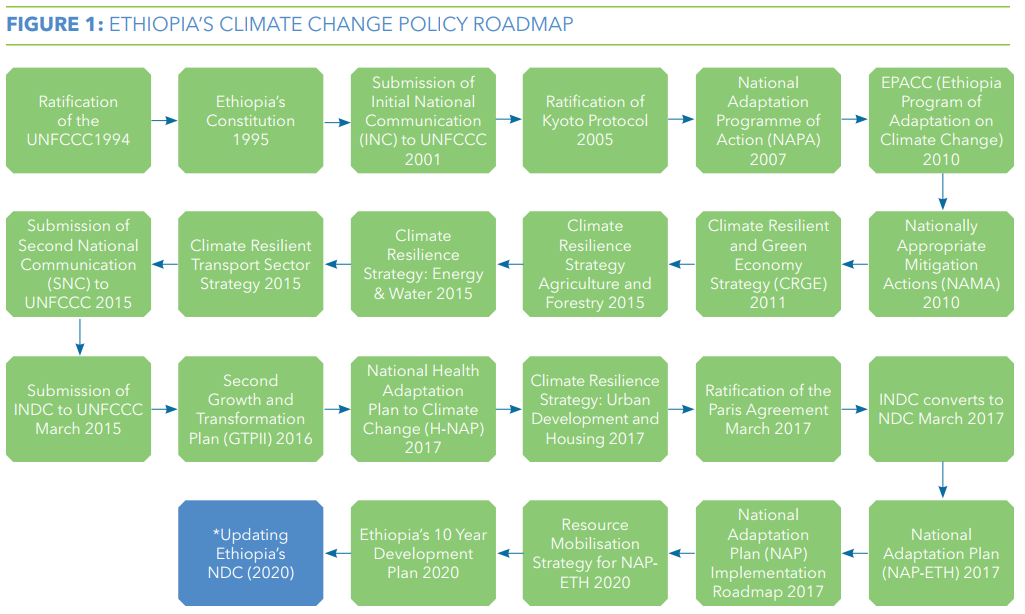 FIGURE 1: ETHIOPIA'S CLIMATE CHANGE POLICY ROADMAP
Ratification
of the
UNFCCC1994
Ethiopia's
Constitution
1995
Submission of
Initial National
Communication
(INC) to UNFCCC
2001
Ratification of
Kyoto Protocol
2005
National
Adaptation
Programme of
Action (NAPA)
2007
EPACC (Ethiopia
Program of
Adaptation on
Climate Change)
2010
Nationally
Appropriate
Mitigation
Actions (NAMA)
2010
Climate Resilient
and Green
Economy
Strategy (CRGE)
2011
Climate
Resilience
Strategy
Agriculture and
Forestry 2015
Climate
Resilience
Strategy: Energy
& Water 2015
Climate Resilient
Transport Sector
Strategy 2015
Submission of
Second National
Communication
(SNC) to
UNFCCC 2015
Submission of
INDC to UNFCCC
March 2015
Second
Growth and
Transformation
Plan (GTPII) 2016
National Health
Adaptation
Plan to Climate
Change (H-NAP)
2017
Climate Resilience
Strategy: Urban
Development and
Housing 2017
Ratification of the
Paris Agreement
March 2017
INDC converts to
NDC March 2017
National
Adaptation Plan
(NAP-ETH) 2017
National
Adaptation
Plan (NAP)
Implementation
Roadmap 2017
Resource
Mobilisation
Strategy for NAP-
ETH 2020
Ethiopia's 10 Year
Development
Plan 2020
*Updating
Ethiopia's
NDC (2020)